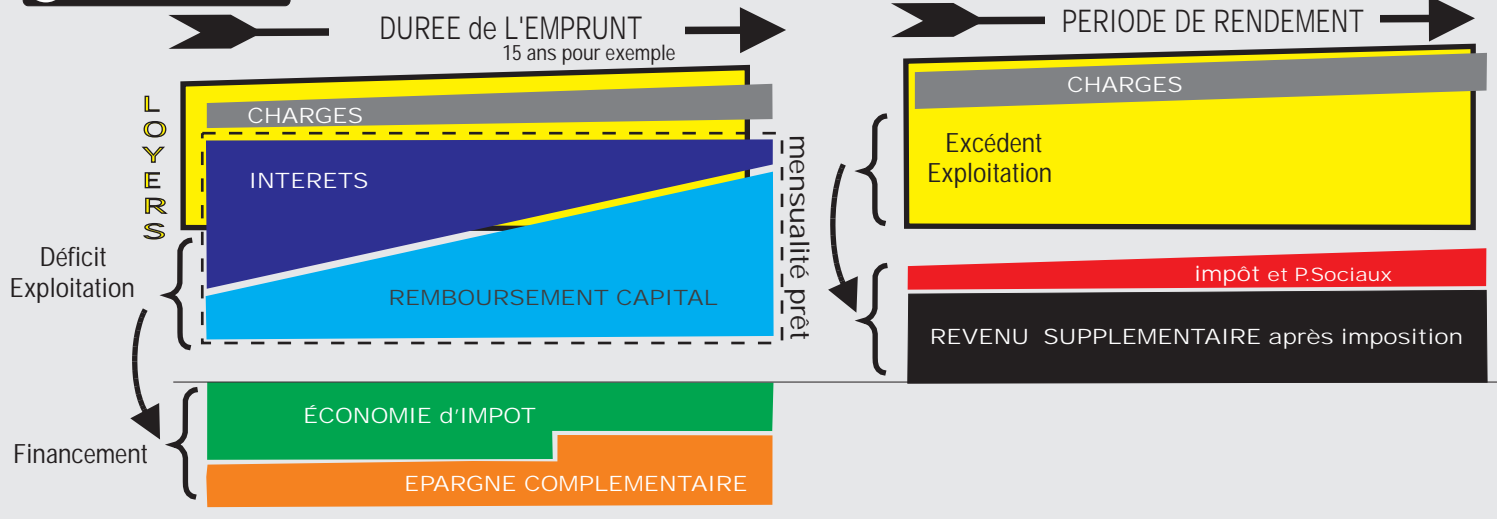 DUREE de L'EMPRUNT
15 ans pour exemple
LOYERS
CHARGES
INTERETS
REMBOURSEMENT CAPITAL
mensualité prêt
Déficit
Exploitation
Financement
ÉCONOMIE d'IMPOT
EPARGNE COMPLEMENTAIRE
PERIODE DE RENDEMENT
CHARGES
Excédent
Exploitation
impôt et P.Sociaux
REVENU SUPPLEMENTAIRE après imposition